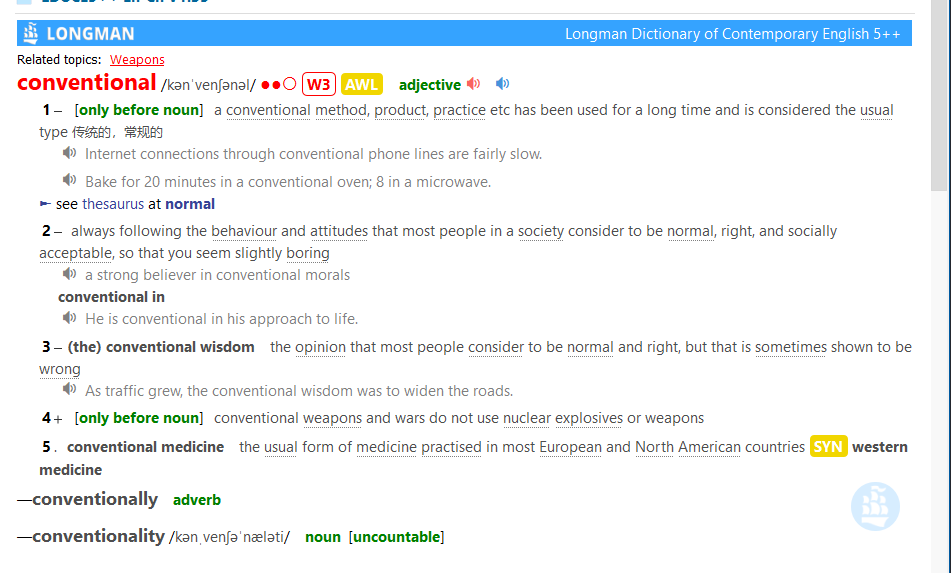 LONGMAN Longman Dictionary of Contemporary English 5++
Related topics: Weapons
conventional /kənˈvenʃənəl/ ●●○ W3 AWL adjective
1 – [only before noun] a conventional method, product, practice etc has been used for a long time and is considered the usual
type 传统的，常规的
Internet connections through conventional phone lines are fairly slow.
Bake for 20 minutes in a conventional oven; 8 in a microwave.
► see thesaurus at normal
2 – always following the behaviour and attitudes that most people in a society consider to be normal, right, and socially
acceptable, so that you seem slightly boring
a strong believer in conventional morals
conventional in
He is conventional in his approach to life.
3 – (the) conventional wisdom the opinion that most people consider to be normal and right, but that is sometimes shown to be
wrong
As traffic grew, the conventional wisdom was to widen the roads.
4 + [only before noun] conventional weapons and wars do not use nuclear explosives or weapons
5 . conventional medicine the usual form of medicine practised in most European and North American countries SYN western
medicine
—conventionally adverb
—conventionality /kənˌvenʃəˈnæləti/ noun [uncountable]